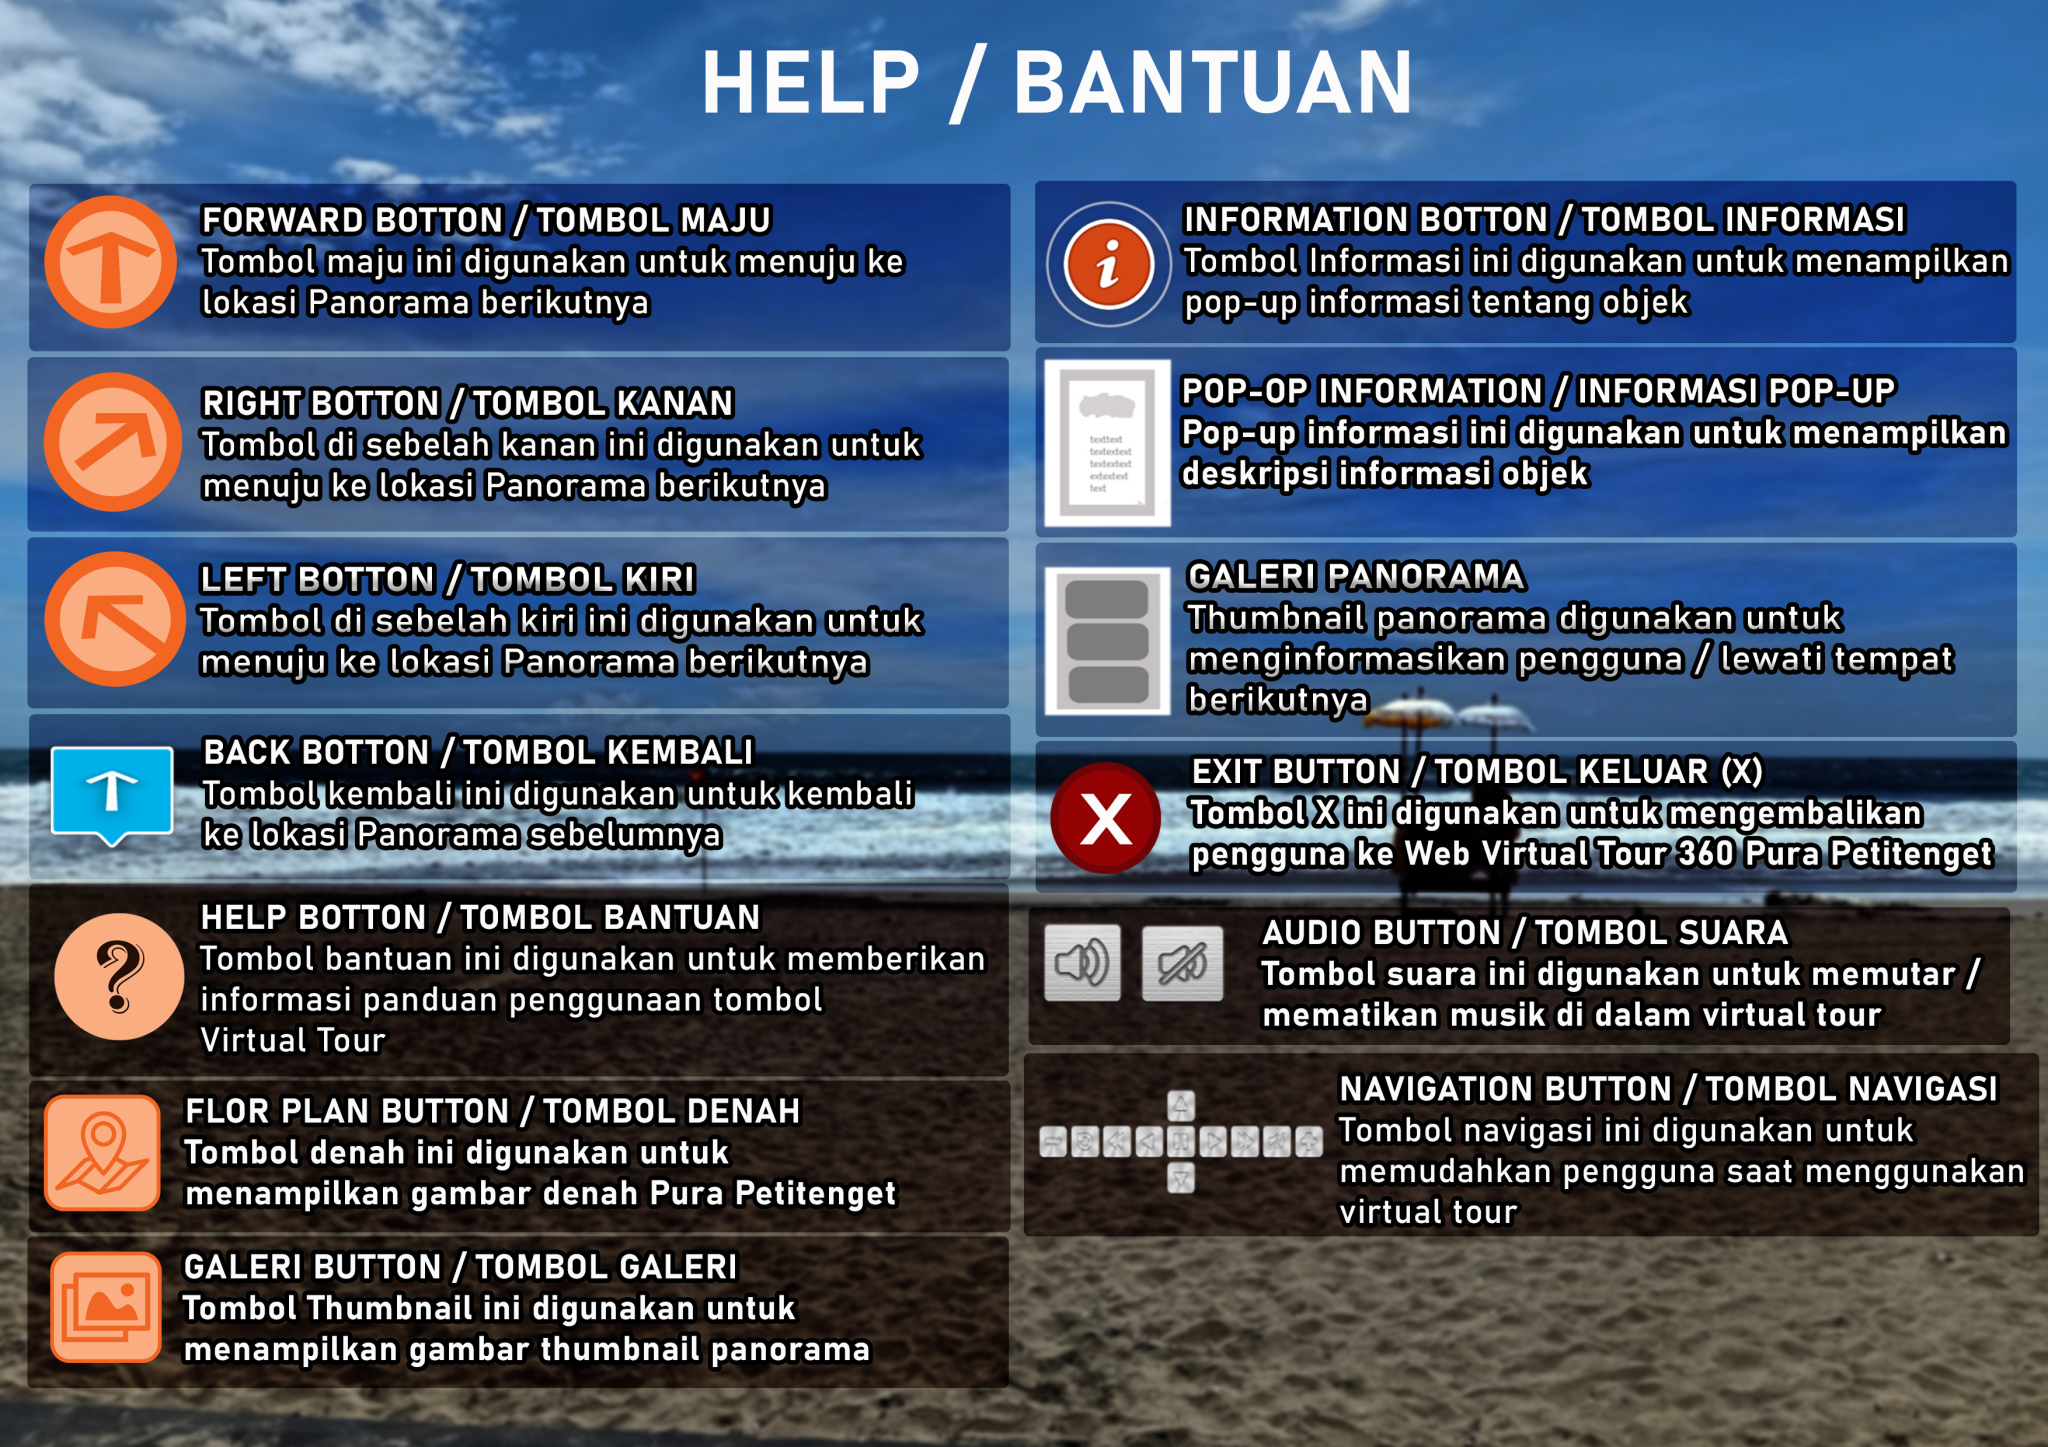 HELP / BANTUAN
FORWARD BOTTON / TOMBOL MAJU
Tombol maju ini digunakan untuk menuju ke
lokasi Panorama berikutnya
RIGHT BOTTON / TOMBOL KANAN
Tombol di sebelah kanan ini digunakan untuk
menuju ke lokasi Panorama berikutnya
LEFT BOTTON / TOMBOL KIRI
Tombol di sebelah kiri ini digunakan untuk
menuju ke lokasi Panorama berikutnya
BACK BOTTON / TOMBOL KEMBALI
Tombol kembali ini digunakan untuk kembali
ke lokasi Panorama sebelumnya
?
HELP BOTTON / TOMBOL BANTUAN
Tombol bantuan ini digunakan untuk memberikan
informasi panduan penggunaan tombol
Virtual Tour
FLOR PLAN BUTTON / TOMBOL DENAH
Tombol denah ini digunakan untuk
menampilkan gambar denah Pura Petitenget
GALERI BUTTON / TOMBOL GALERI
Tombol Thumbnail ini digunakan untuk
menampilkan gambar thumbnail panorama
i
INFORMATION BOTTON / TOMBOL INFORMASI
Tombol Informasi ini digunakan untuk menampilkan
pop-up informasi tentang objek
texttext
textextext
textextext
extextext
text
POP-OP INFORMATION / INFORMASI POP-UP
Pop-up informasi ini digunakan untuk menampilkan
deskripsi informasi objek
GALERI PANORAMA
Thumbnail panorama digunakan untuk
menginformasikan pengguna / lewati tempat
berikutnya
X
EXIT BUTTON / TOMBOL KELUAR (X)
Tombol X ini digunakan untuk mengembalikan
pengguna ke Web Virtual Tour 360 Pura Petitenget
AUDIO BUTTON / TOMBOL SUARA
Tombol suara ini digunakan untuk memutar /
mematikan musik di dalam virtual tour
NAVIGATION BUTTON / TOMBOL NAVIGASI
Tombol navigasi ini digunakan untuk
memudahkan pengguna saat menggunakan
virtual tour